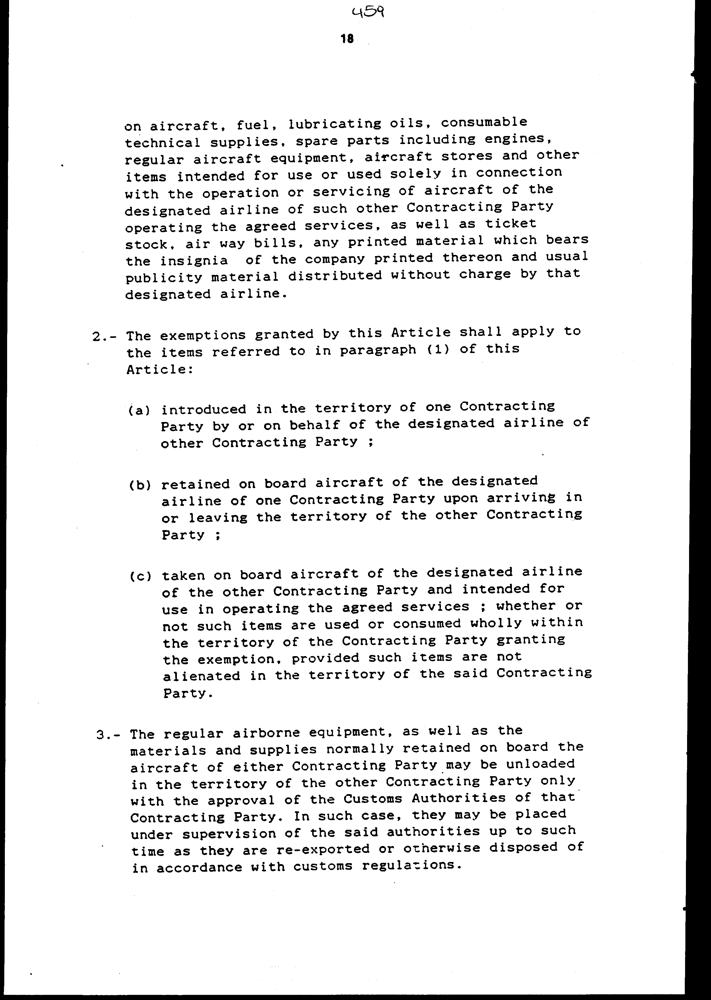 459
18
on aircraft, fuel, lubricating oils, consumable
technical supplies, spare parts including engines,
regular aircraft equipment, aircraft stores and other
items intended for use or used solely in connection
with the operation or servicing of aircraft of the
designated airline of such other Contracting Party
operating the agreed services, as well as ticket
stock, air way bills, any printed material which bears
the insignia of the company printed thereon and usual
publicity material distributed without charge by that
designated airline.
2.- The exemptions granted by this Article shall apply to
the items referred to in paragraph (1) of this
Article:
(a) introduced in the territory of one Contracting
Party by or on behalf of the designated airline of
other Contracting Party ;
(b) retained on board aircraft of the designated
airline of one Contracting Party upon arriving in
or leaving the territory of the other Contracting
Party ;
(c) taken on board aircraft of the designated airline
of the other Contracting Party and intended for
use in operating the agreed services ; whether or
not such items are used or consumed wholly within
the territory of the Contracting Party granting
the exemption, provided such items are not
alienated in the territory of the said Contracting
Party.
3.- The regular airborne equipment, as well as the
materials and supplies normally retained on board the
aircraft of either Contracting Party may be unloaded
in the territory of the other Contracting Party only
with the approval of the Customs Authorities of that
Contracting Party. In such case, they may be placed
under supervision of the said authorities up to such
time as they are re-exported or otherwise disposed of
in accordance with customs regulations.